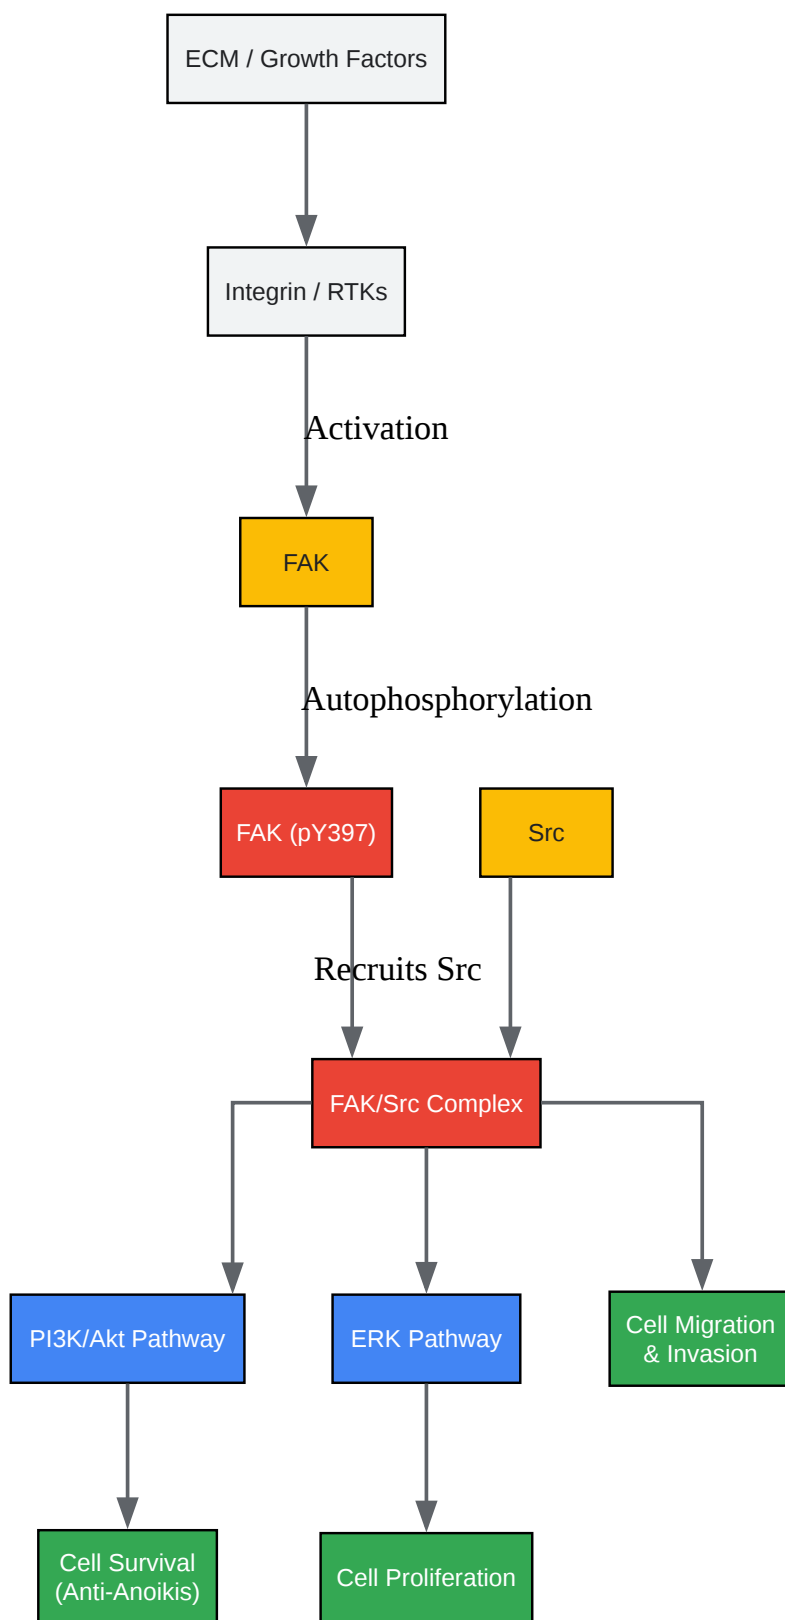 ECM / Growth Factors
Integrin / RTKs
Activation
FAK
Autophosphorylation
FAK (pY397)
Src
Recruits Src
FAK/Src Complex
PI3K/Akt Pathway
ERK Pathway
Cell Migration
& Invasion
Cell Survival
(Anti-Anoikis)
Cell Proliferation